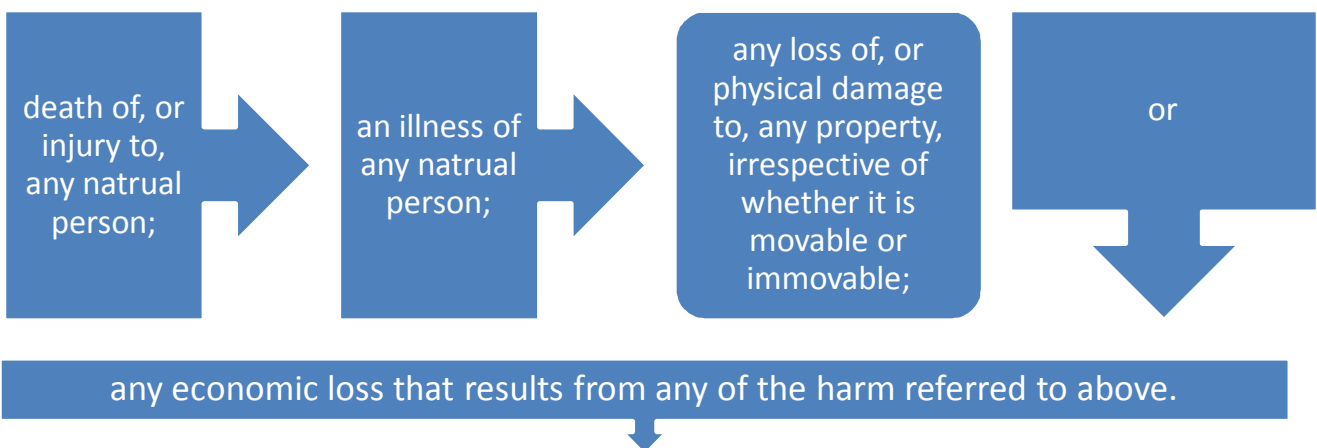 death of, or
injury to,
any natrual
person;
an illness of
any natrual
person;
any loss of, or
physical damage
to, any property,
irrespective of
whether it is
movable or
immovable;
or
any economic loss that results from any of the harm referred to above.